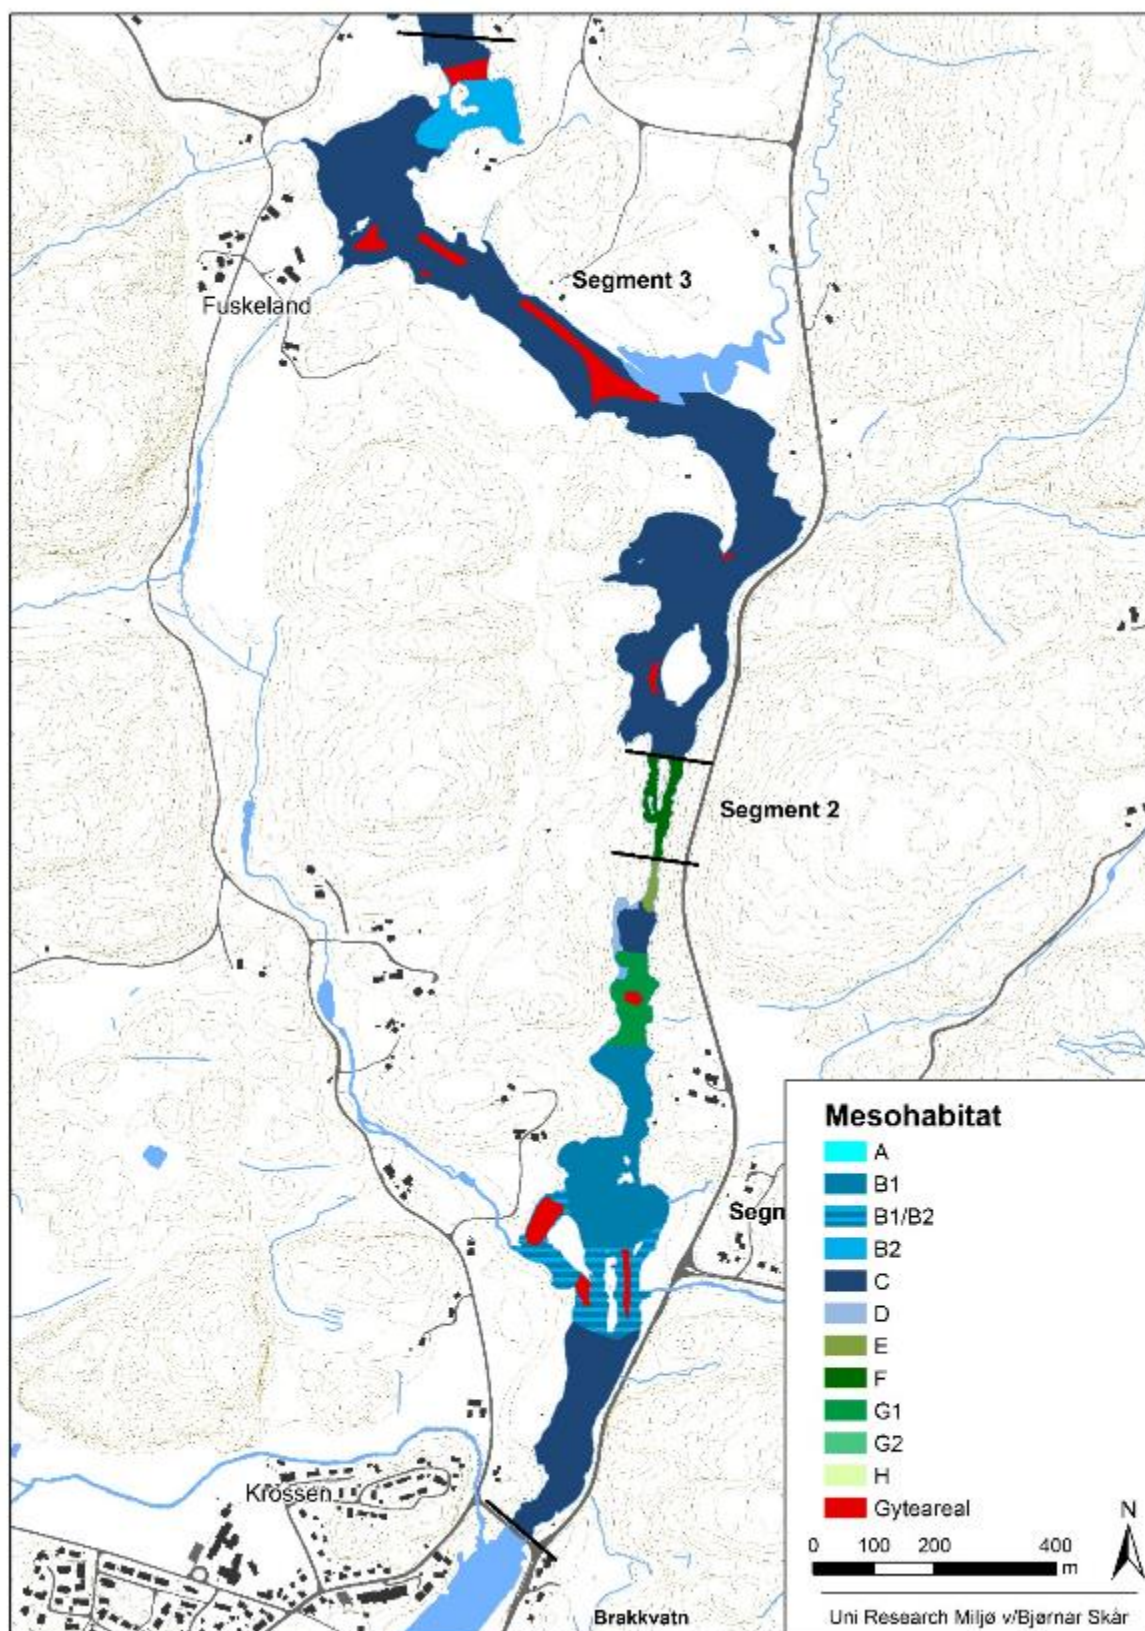 Segment 3
Fuskeland
Segment 2
Mesohabitat
A
B1
Segn
B1/B2
B2
C
D
E
F
G1
G2
H
Krossen
Gyteareal
N
0 100 200 400
m
Brakkvatn
Uni Research Miljø v/Bjørnar Skår